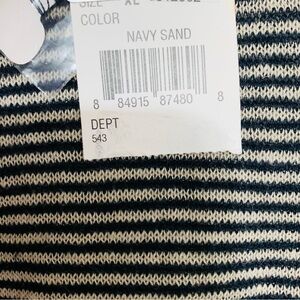 SIZE XL
COLOR
NAVY SAND
8 84915 87480 8
DEPT
543